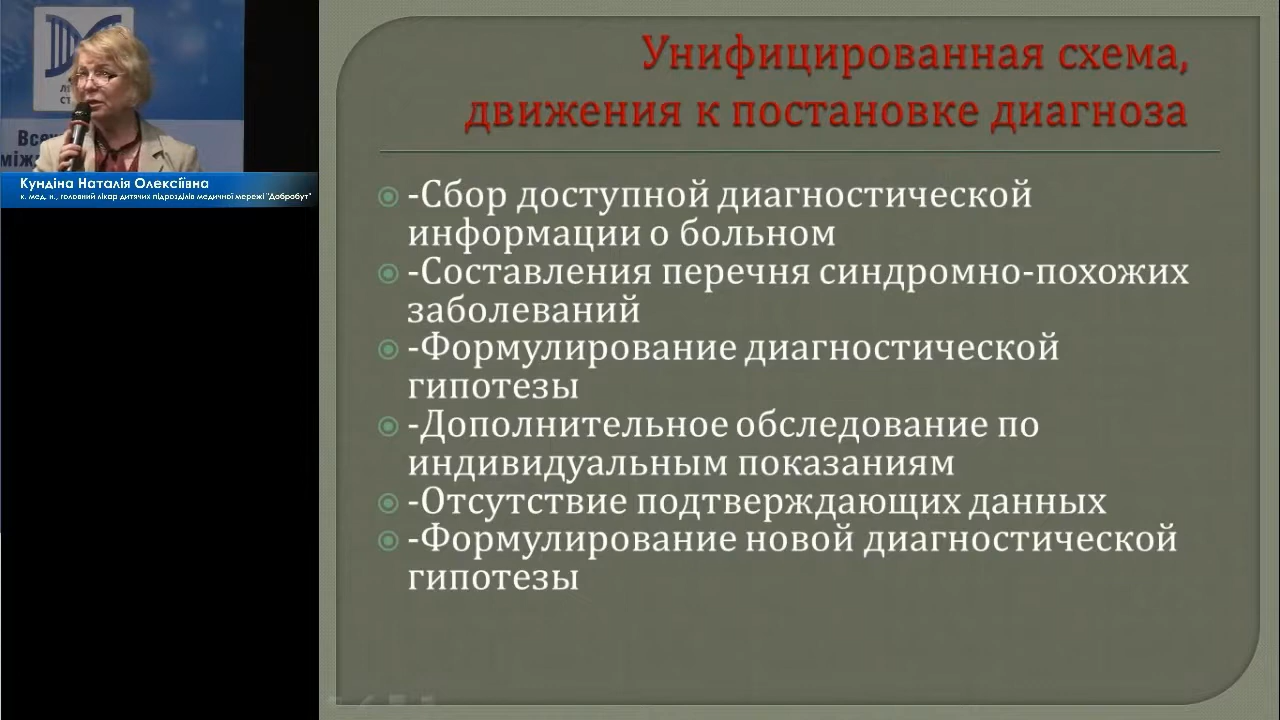 Всеу
міжа
Кундіна Наталія Олексіївна
к. мед. н., головний лікар дитячих підрозділів медичної мережі "Добробут"
Унифицированная схема,
движения к постановке диагноза
-Сбор доступной диагностической
информации о больном
-Составления перечня синдромно-похожих
заболеваний
-Формулирование диагностической
гипотезы
-Дополнительное обследование по
индивидуальным показаниям
-Отсутствие подтверждающих данных
-Формулирование новой диагностической
гипотезы